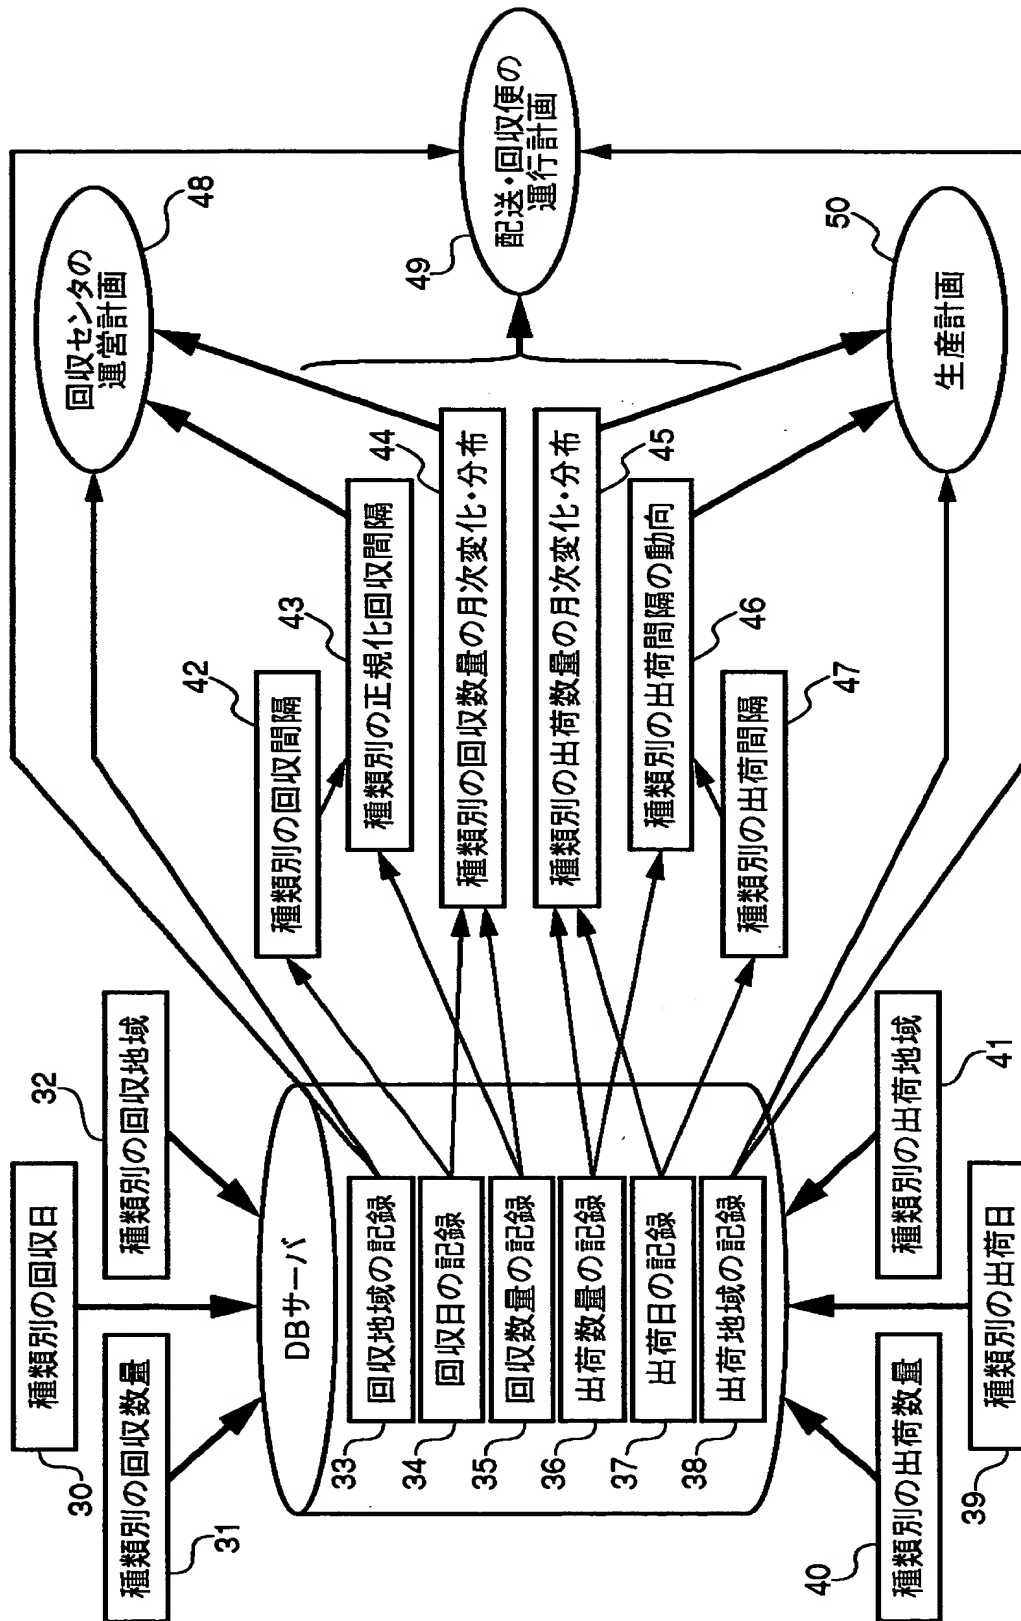 種類別の回収日
30
種類別の回収数量
31
種類別の回収地域
32
DBサーバ
回収地域の記録
33
回収日の記録
34
回収数量の記録
35
出荷数量の記録
36
出荷日の記録
37
出荷地域の記録
38
種類別の出荷数量
40
種類別の出荷日
39
種類別の出荷地域
41
種類別の回収間隔
42
種類別の正規化回収間隔
43
種類別の回収数量の月次変化・分布
44
種類別の出荷数量の月次変化・分布
45
種類別の出荷間隔の動向
46
種類別の出荷間隔
47
回収センタの
運営計画
48
配送・回収便の
運行計画
49
生産計画
50